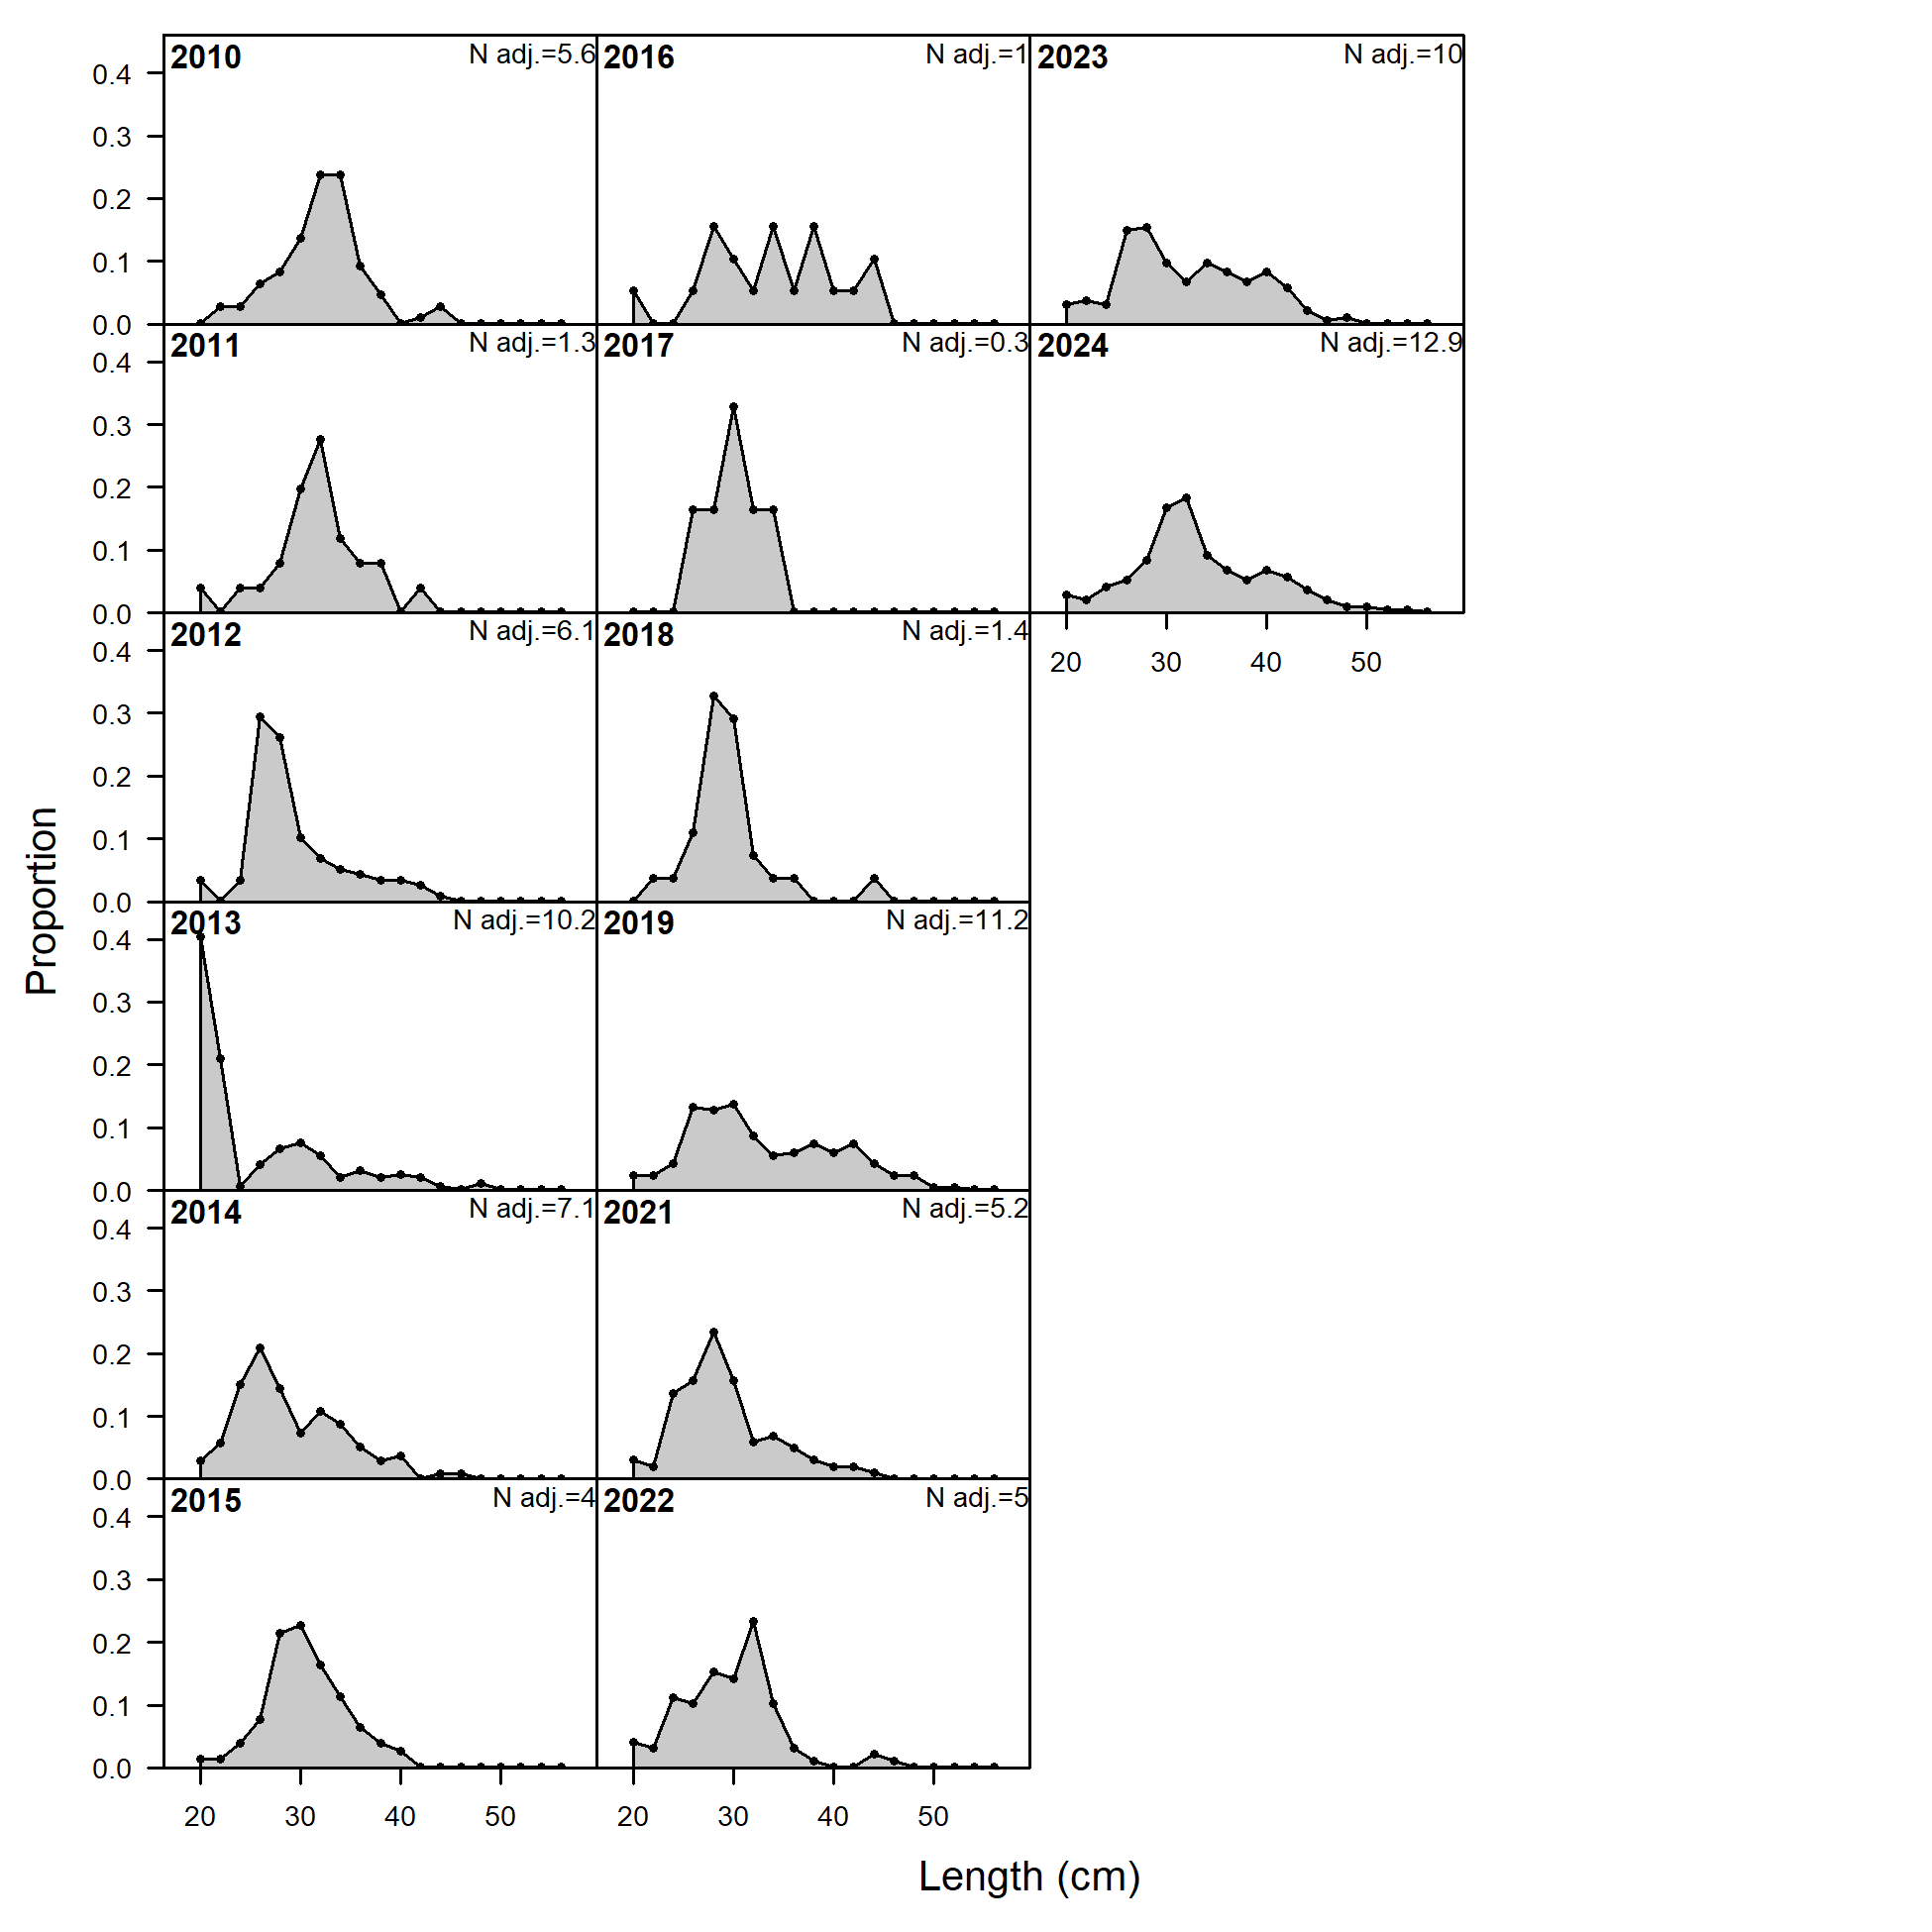 Proportion
2010 N adj.=5.6
0.4
0.3
0.2
0.1
0.0
2011 N adj.=1.3
0.4
0.3
0.2
0.1
0.0
2012 N adj.=6.1
0.4
0.3
0.2
0.1
0.0
2013 N adj.=10.2
0.4
0.3
0.2
0.1
0.0
2014 N adj.=7.1
0.4
0.3
0.2
0.1
0.0
2015 N adj.=4
0.4
0.3
0.2
0.1
0.0
20 30 40 50
2016 N adj.=1
2017 N adj.=0.3
2018 N adj.=1.4
2019 N adj.=11.2
2021 N adj.=5.2
2022 N adj.=5
20 30 40 50
2023 N adj.=10
2024 N adj.=12.9
20 30 40 50
Length (cm)